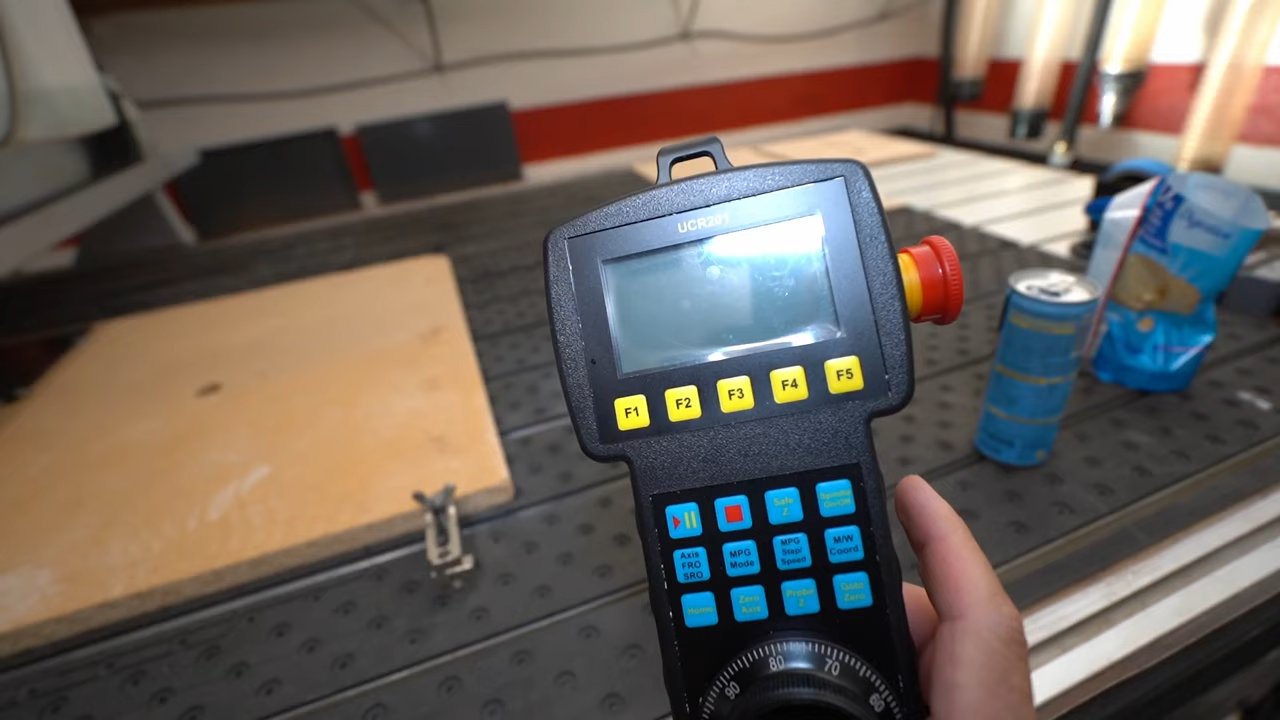 UCR201
F1 F2 F3 F4 F5
Safe
Z
Spindle
On/Off
Axis
FRO
SRO
MPG
Mode
MPG
Step/
Speed
M/W
Coord.
Home
Zero
Axis
Probe
Z
Goto
Zero
90 80 70 60